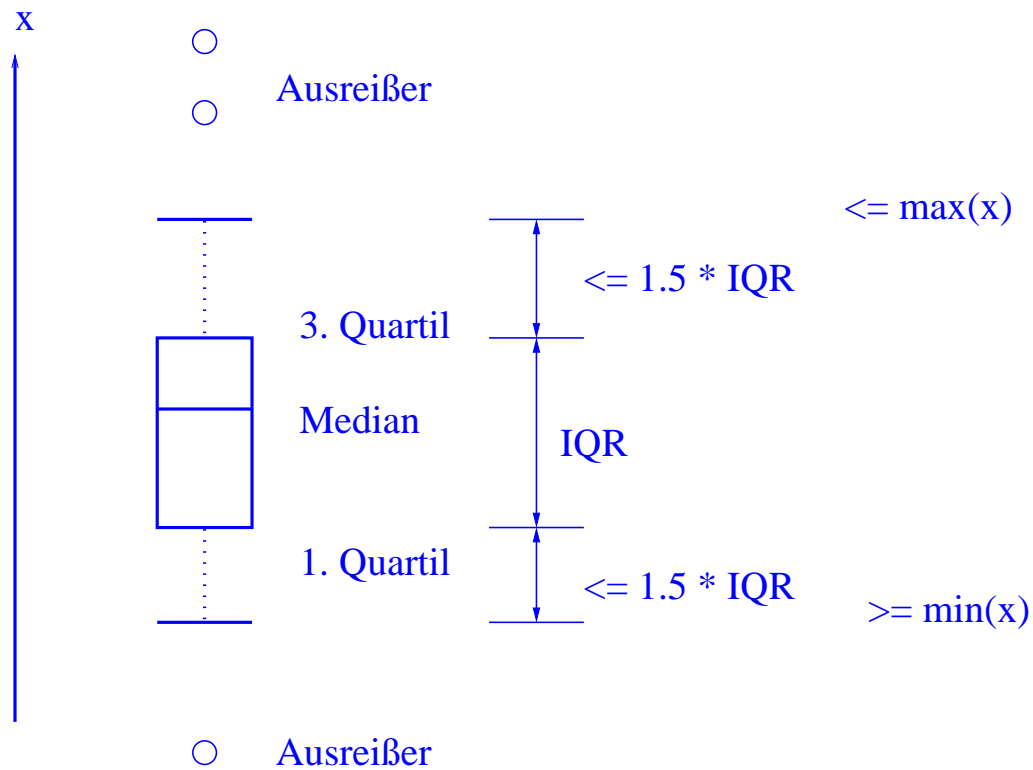 x
Ausreißer
<= max(x)
<= 1.5 * IQR
3. Quartil
Median
IQR
1. Quartil
<= 1.5 * IQR
>= min(x)
Ausreißer